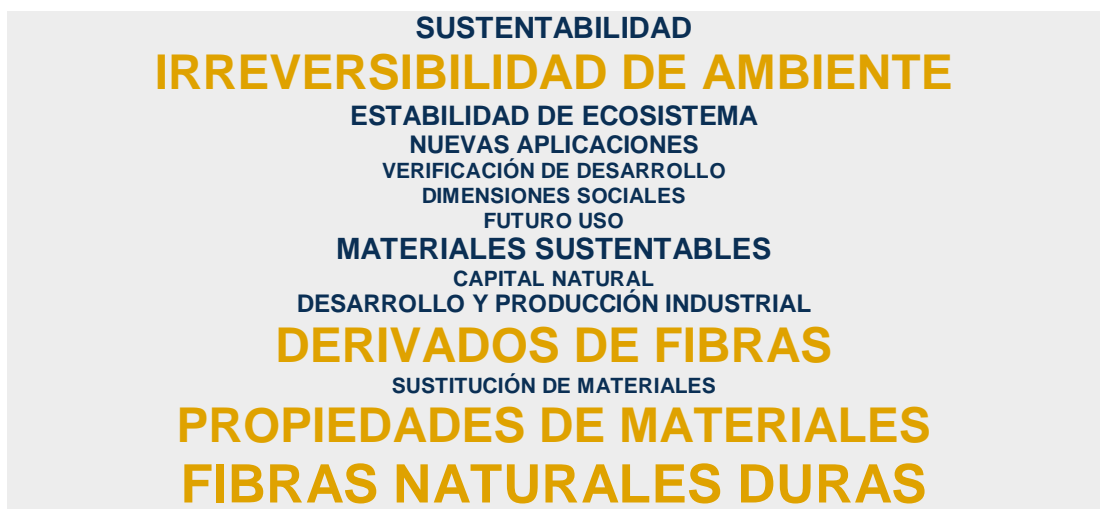 SUSTENTABILIDAD
IRREVERSIBILIDAD DE AMBIENTE
ESTABILIDAD DE ECOSISTEMA
NUEVAS APLICACIONES
VERIFICACIÓN DE DESARROLLO
DIMENSIONES SOCIALES
FUTURO USO
MATERIALES SUSTENTABLES
CAPITAL NATURAL
DESARROLLO Y PRODUCCIÓN INDUSTRIAL
DERIVADOS DE FIBRAS
SUSTITUCIÓN DE MATERIALES
PROPIEDADES DE MATERIALES
FIBRAS NATURALES DURAS